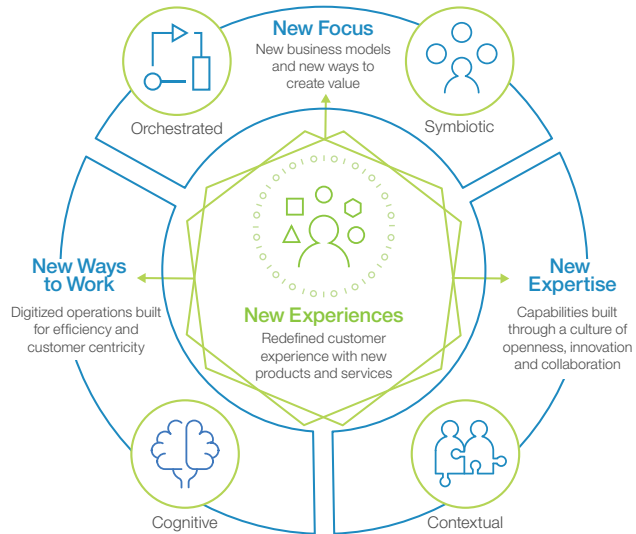 New Focus
New business models
and new ways to
create value
Orchestrated
Symbiotic
New Ways
to Work
Digitized operations built
for efficiency and
customer centricity
New Experiences
Redefined customer
experience with new
products and services
New
Expertise
Capabilities built
through a culture of
openness, innovation
and collaboration
Cognitive
Contextual